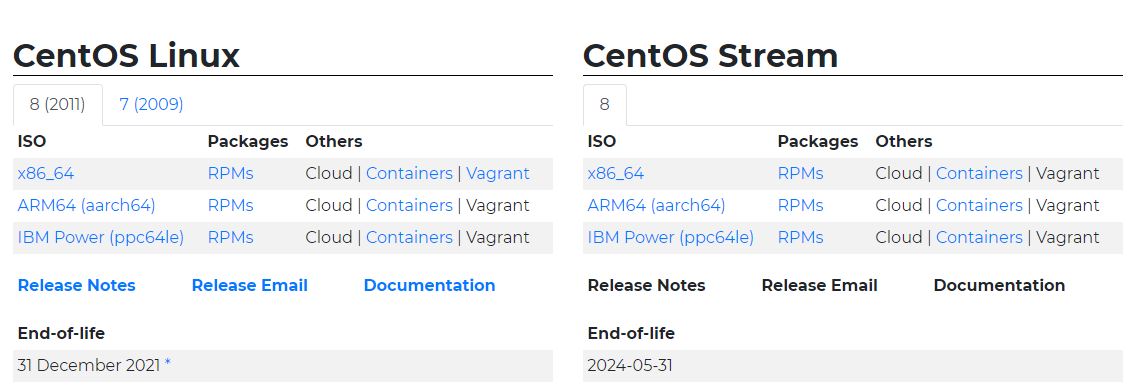 CentOS Linux
8 (2011) 7 (2009)
ISO Packages Others
x86_64 RPMs Cloud | Containers | Vagrant
ARM64 (aarch64) RPMs Cloud | Containers | Vagrant
IBM Power (ppc64le) RPMs Cloud | Containers | Vagrant
Release Notes Release Email Documentation
End-of-life
31 December 2021 *
CentOS Stream
8
ISO Packages Others
x86_64 RPMs Cloud | Containers | Vagrant
ARM64 (aarch64) RPMs Cloud | Containers | Vagrant
IBM Power (ppc64le) RPMs Cloud | Containers | Vagrant
Release Notes Release Email Documentation
End-of-life
2024-05-31